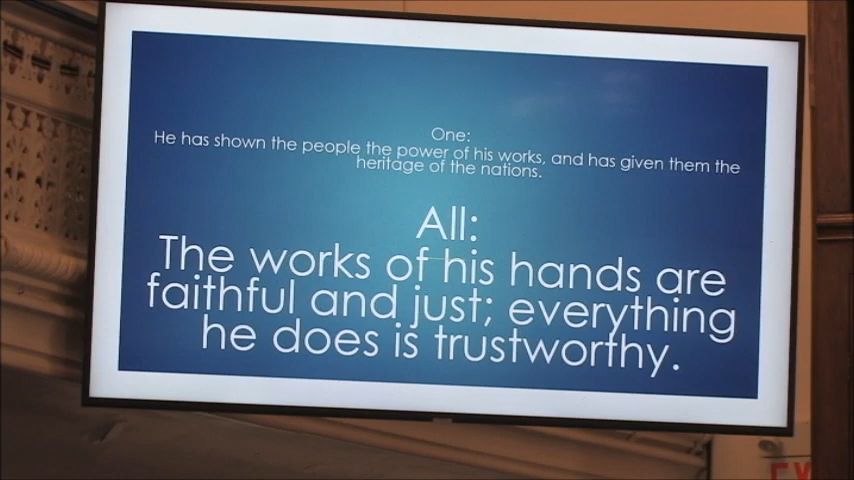 One:
He has shown the people the power of his works, and has given them the
heritage of the nations.
All:
The works of his hands are
faithful and just; everything
he does is trustworthy.